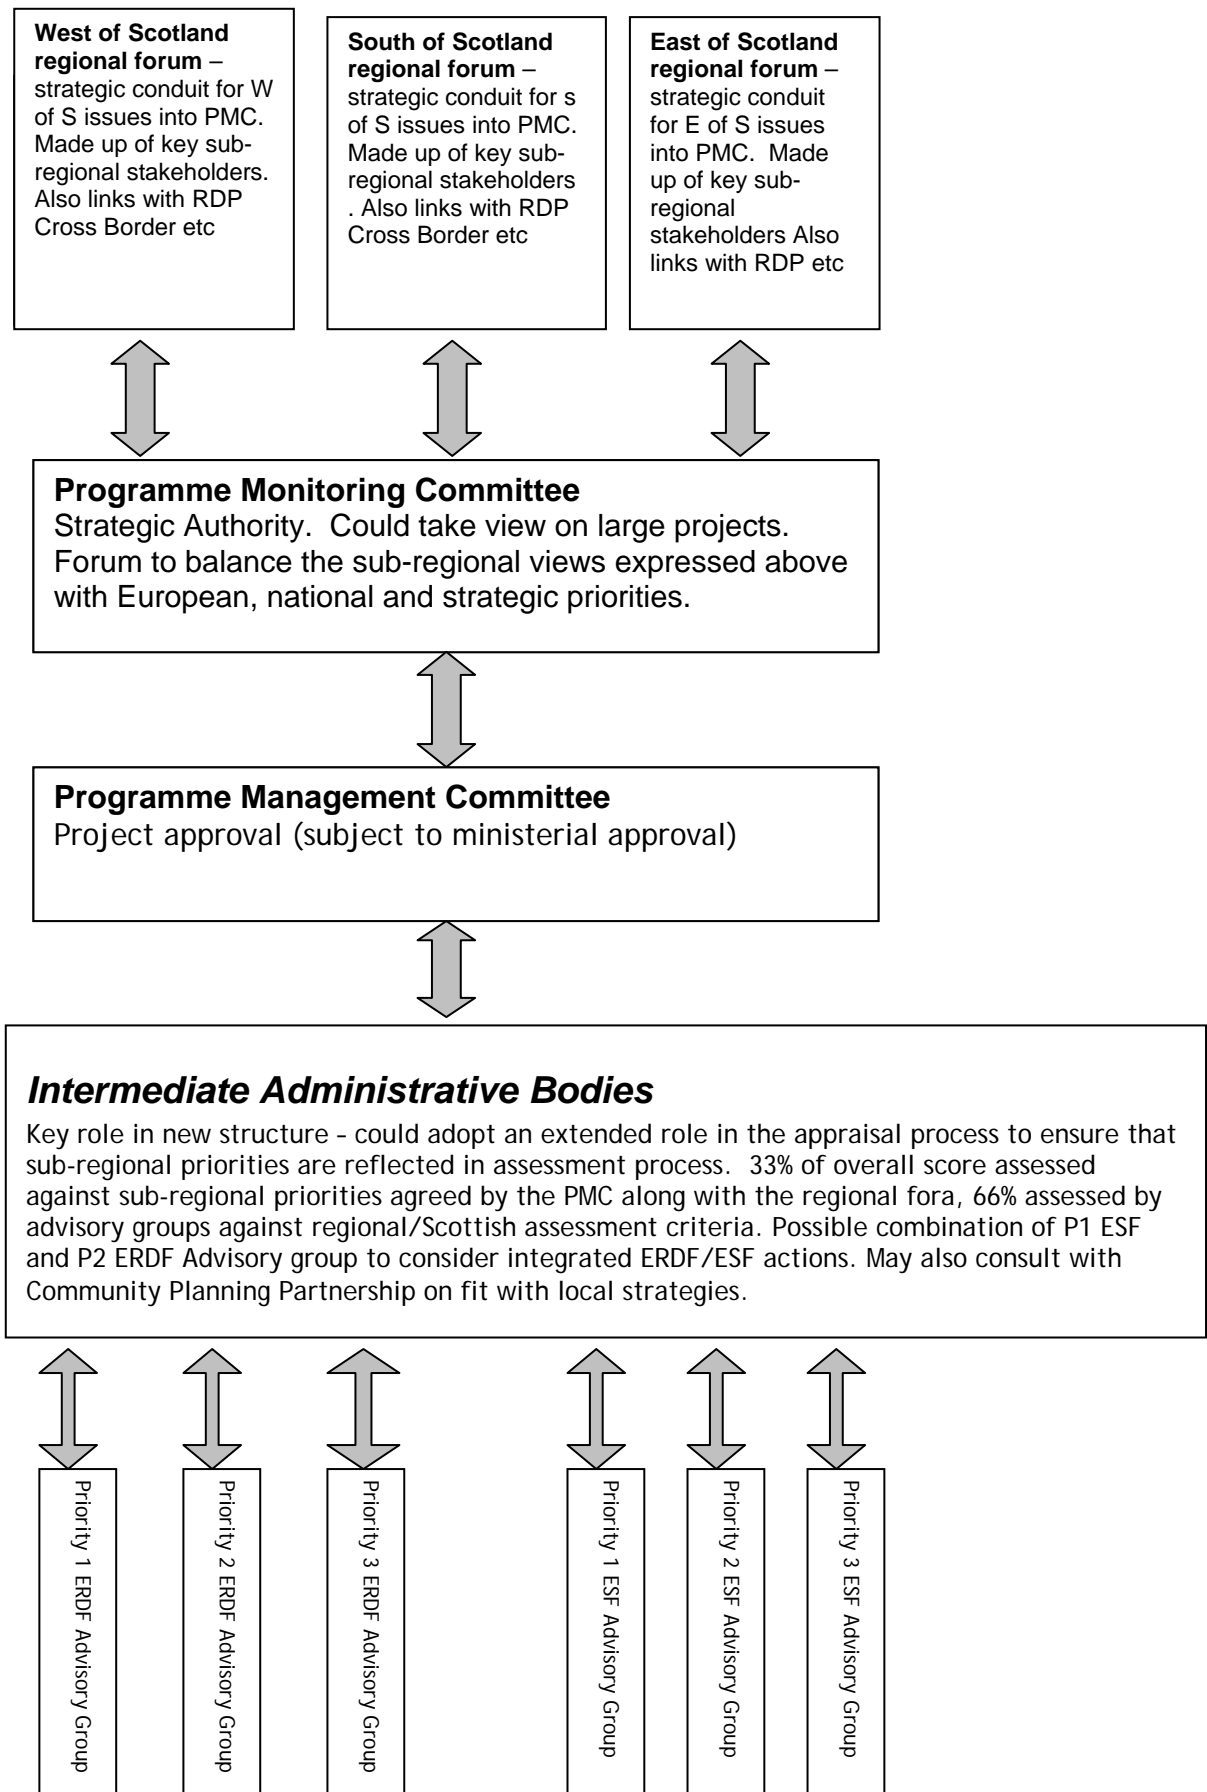 West of Scotland
regional forum –
strategic conduit for W
of S issues into PMC.
Made up of key sub-
regional stakeholders.
Also links with RDP
Cross Border etc
South of Scotland
regional forum –
strategic conduit for s
of S issues into PMC.
Made up of key sub-
regional stakeholders
. Also links with RDP
Cross Border etc
East of Scotland
regional forum –
strategic conduit
for E of S issues
into PMC.  Made
up of key sub-
regional
stakeholders Also
links with RDP etc
Programme Monitoring Committee
Strategic Authority.  Could take view on large projects.
Forum to balance the sub-regional views expressed above
with European, national and strategic priorities.
Programme Management Committee
Project approval (subject to ministerial approval)
Intermediate Administrative Bodies
Key role in new structure – could adopt an extended role in the appraisal process to ensure that
sub-regional priorities are reflected in assessment process.  33% of overall score assessed
against sub-regional priorities agreed by the PMC along with the regional fora, 66% assessed by
advisory groups against regional/Scottish assessment criteria. Possible combination of P1 ESF
and P2 ERDF Advisory group to consider integrated ERDF/ESF actions. May also consult with
Community Planning Partnership on fit with local strategies.
Priority 1 ERDF Advisory Group
Priority 2 ERDF Advisory Group
Priority 3 ERDF Advisory Group
Priority 1 ESF Advisory Group
Priority 2 ESF Advisory Group
Priority 3 ESF Advisory Group